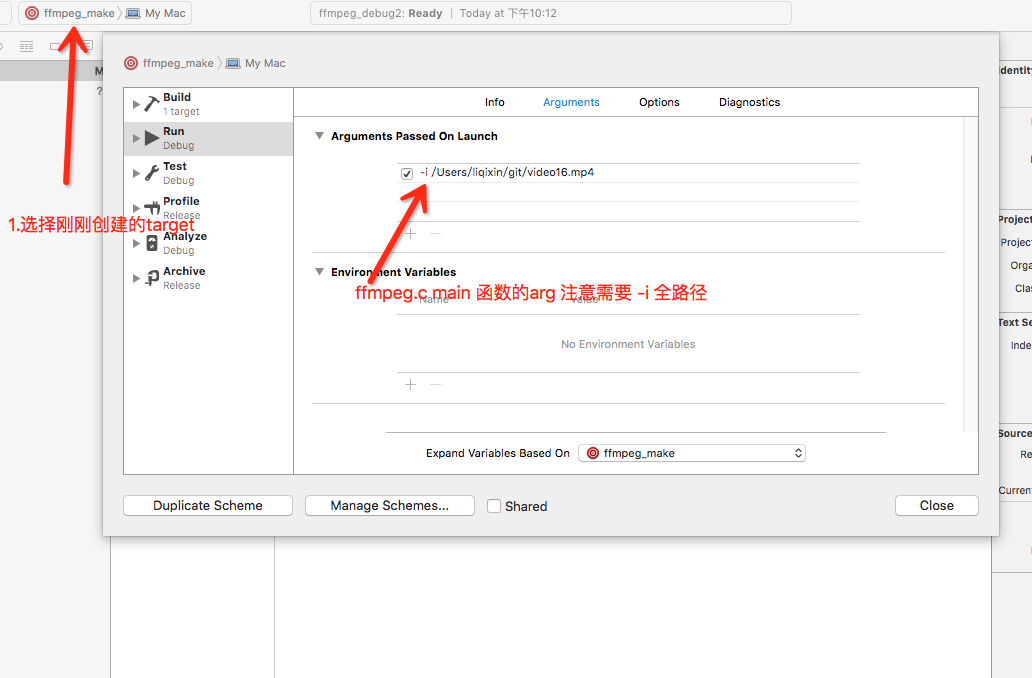 ffmpeg_make 〉 My Mac
ffmpeg_debug2: Ready | Today at 下午10:12
M
?
ffmpeg_make 〉 My Mac
Build
1 target
Run
Debug
Test
Debug
Profile
Release
1.选择刚刚创建的target
Analyze
Debug
Archive
Release
Info Arguments Options Diagnostics
Arguments Passed On Launch
-i /Users/liqixin/git/video16.mp4
Environment Variables
ffmpeg.c main 函数的arg 注意需要 -i 全路径
Name Value
No Environment Variables
Expand Variables Based On ffmpeg_make
Duplicate Scheme Manage Schemes... Shared Close
dentity
Project
Projec
Orga
Clas
Text Se
Inde
Source
Re
Current